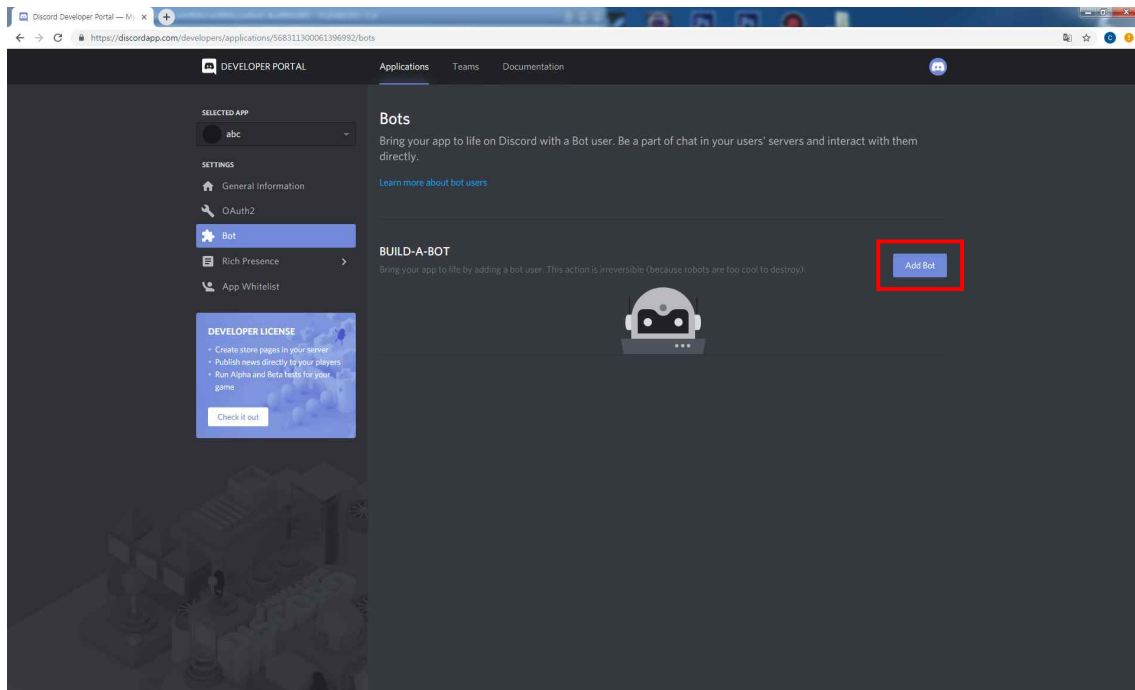 Discord Developer Portal — My
https://discordapp.com/developers/applications/568311300061396992/bots
DEVELOPER PORTAL
Applications
Teams
Documentation
SELECTED APP
abc
SETTINGS
General Information
OAuth2
Bot
Rich Presence
App Whitelist
DEVELOPER LICENSE
• Create store pages in your server
• Publish news directly to your players
• Run Alpha and Beta tests for your
game
Check it out
Bots
Bring your app to life on Discord with a Bot user. Be a part of chat in your users' servers and interact with them
directly.
Learn more about bot users
BUILD-A-BOT
Bring your app to life by adding a bot user. This action is irreversible (because robots are too cool to destroy).
Add Bot